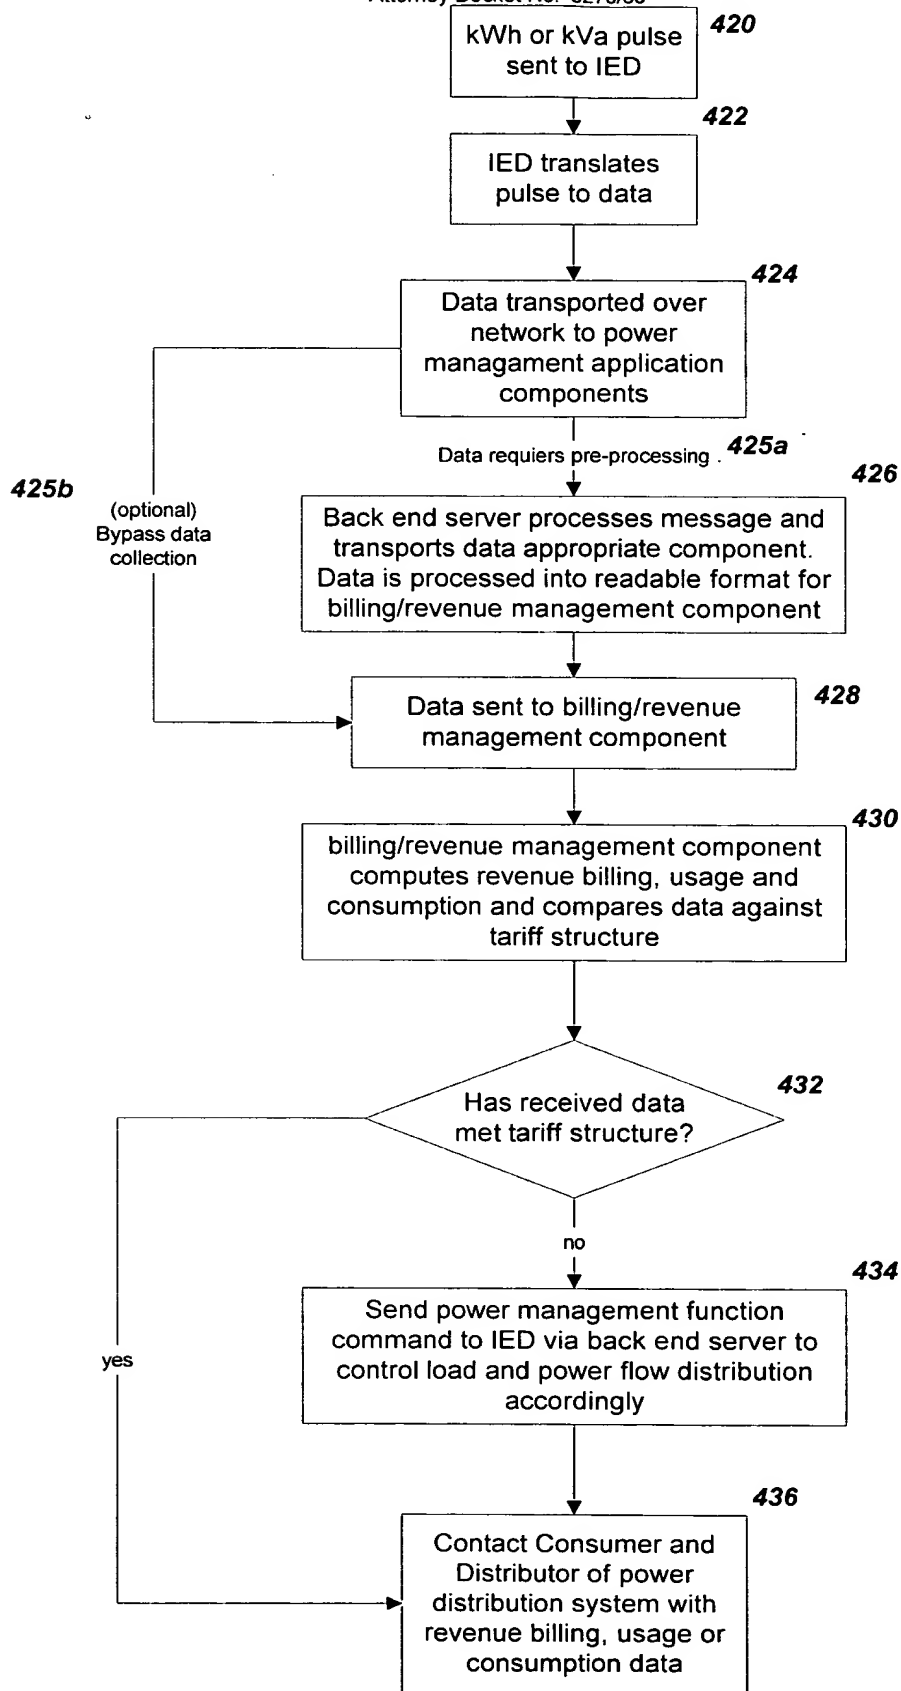 Attorney Docket No. 6270/60
kWh or kVa pulse
sent to IED
420
422
IED translates
pulse to data
424
Data transported over
network to power
managament application
components
Data requiers pre-processing .
425a
425b
(optional)
Bypass data
collection
426
Back end server processes message and
transports data appropriate component.
Data is processed into readable format for
billing/revenue management component
428
Data sent to billing/revenue
management component
430
billing/revenue management component
computes revenue billing, usage and
consumption and compares data against
tariff structure
432
Has received data
met tariff structure?
no
yes
434
Send power management function
command to IED via back end server to
control load and power flow distribution
accordingly
436
Contact Consumer and
Distributor of power
distribution system with
revenue billing, usage or
consumption data